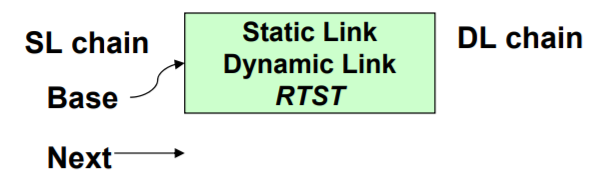 SL chain
Base
Next
Static Link
Dynamic Link
RTST
DL chain